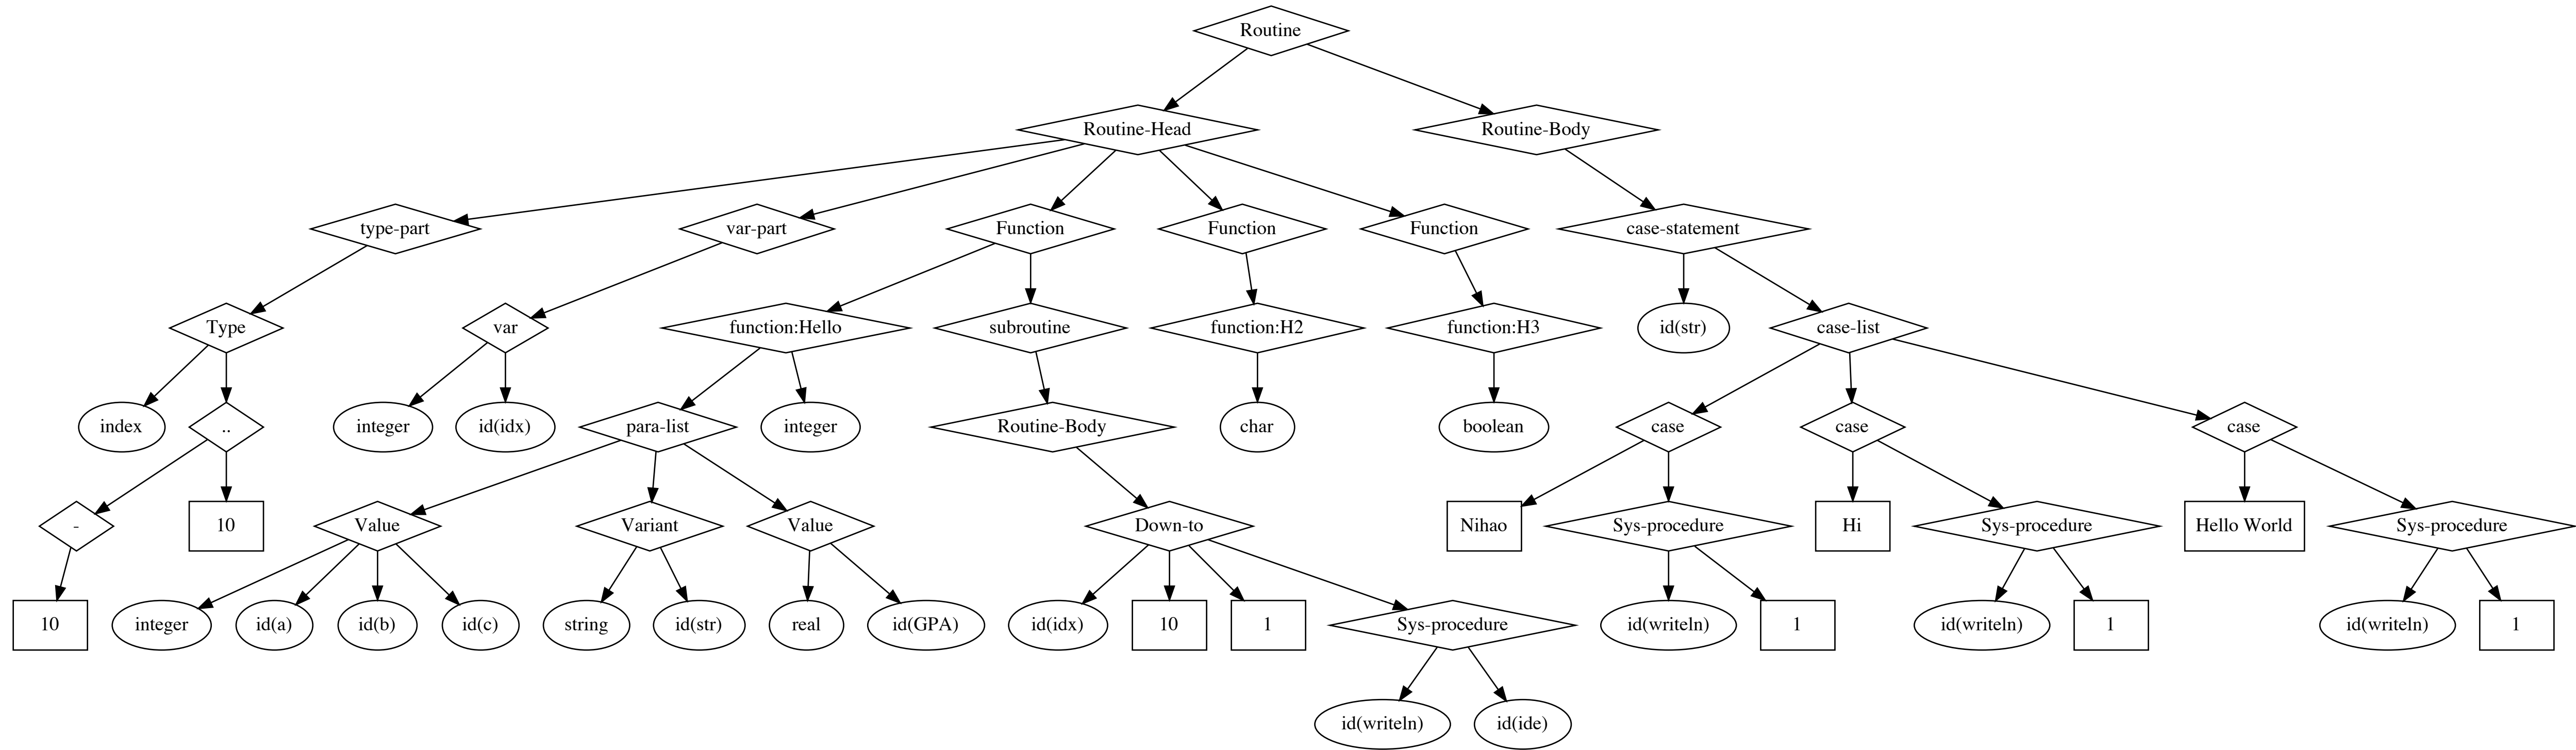 Routine
Routine-Head
Routine-Body
type-part
var-part
Function
Function
Function
case-statement
Type
var
function:Hello
subroutine
function:H2
function:H3
id(str)
case-list
index
..
integer
id(idx)
para-list
integer
Routine-Body
char
boolean
case
case
case
-
10
Value
Variant
Value
Down-to
Nihao
Sys-procedure
Hi
Sys-procedure
Hello World
Sys-procedure
10
integer
id(a)
id(b)
id(c)
string
id(str)
real
id(GPA)
id(idx)
10
1
Sys-procedure
id(writeln)
1
id(writeln)
1
id(writeln)
1
id(writeln)
id(ide)